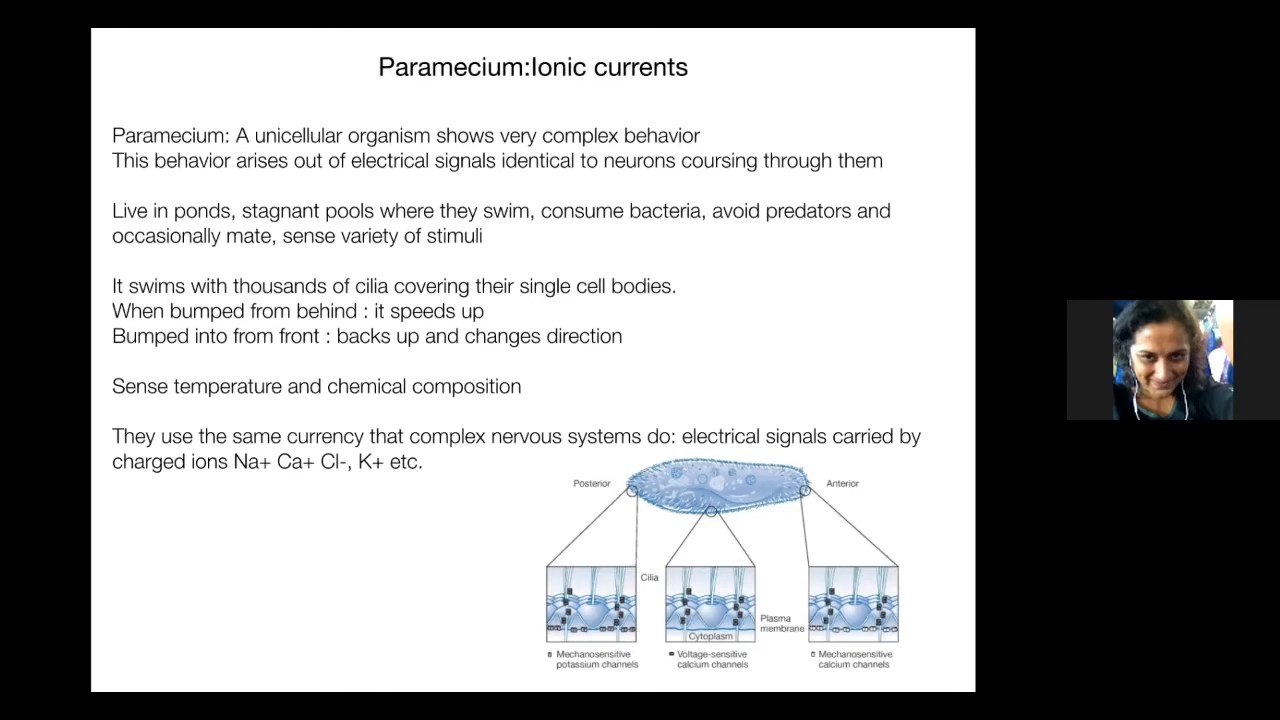 Paramecium:Ionic currents
Paramecium: A unicellular organism shows very complex behavior
This behavior arises out of electrical signals identical to neurons coursing through them
Live in ponds, stagnant pools where they swim, consume bacteria, avoid predators and
occasionally mate, sense variety of stimuli
It swims with thousands of cilia covering their single cell bodies.
When bumped from behind : it speeds up
Bumped into from front : backs up and changes direction
Sense temperature and chemical composition
They use the same currency that complex nervous systems do: electrical signals carried by
charged ions Na+ Ca+ Cl-, K+ etc.
Posterior
Anterior
Cilia
Plasma
membrane
Cytoplasm
Mechanosensitive
potassium channels
Voltage-sensitive
calcium channels
Mechanosensitive
calcium channels